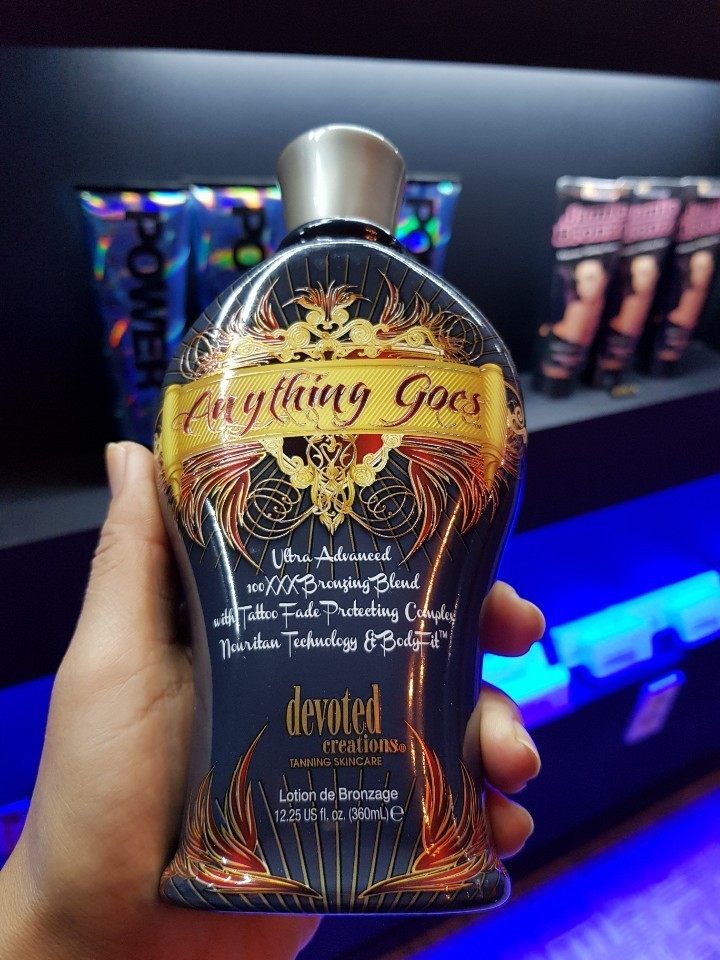 Anything Goes
Ultra Advanced
100XXX Bronzing Blend
with Tattoo Fade Protecting Complex
Nouritan Technology & BodyFit™
devoted
creations®
TANNING SKINCARE
Lotion de Bronzage
12.25 US fl. oz. (360mL) ℮
POWER
PO